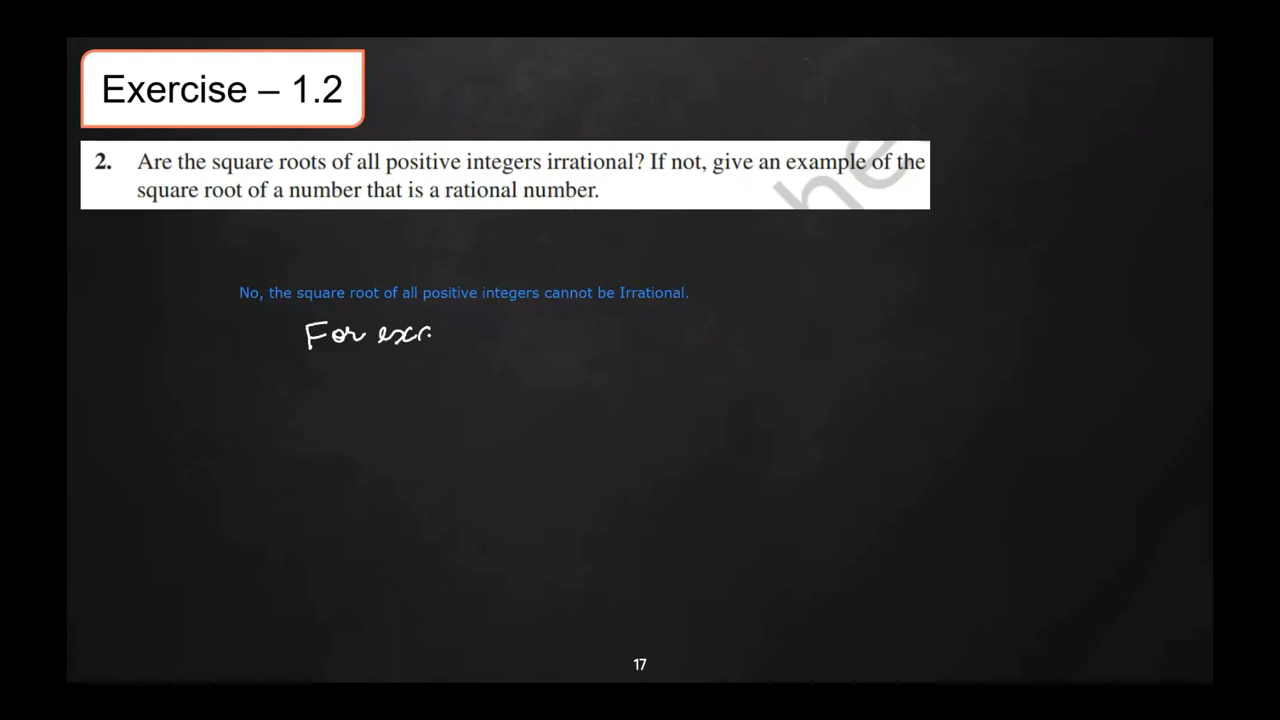 Exercise – 1.2
2. Are the square roots of all positive integers irrational? If not, give an example of the
square root of a number that is a rational number.
he
No, the square root of all positive integers cannot be Irrational.
For exa
17